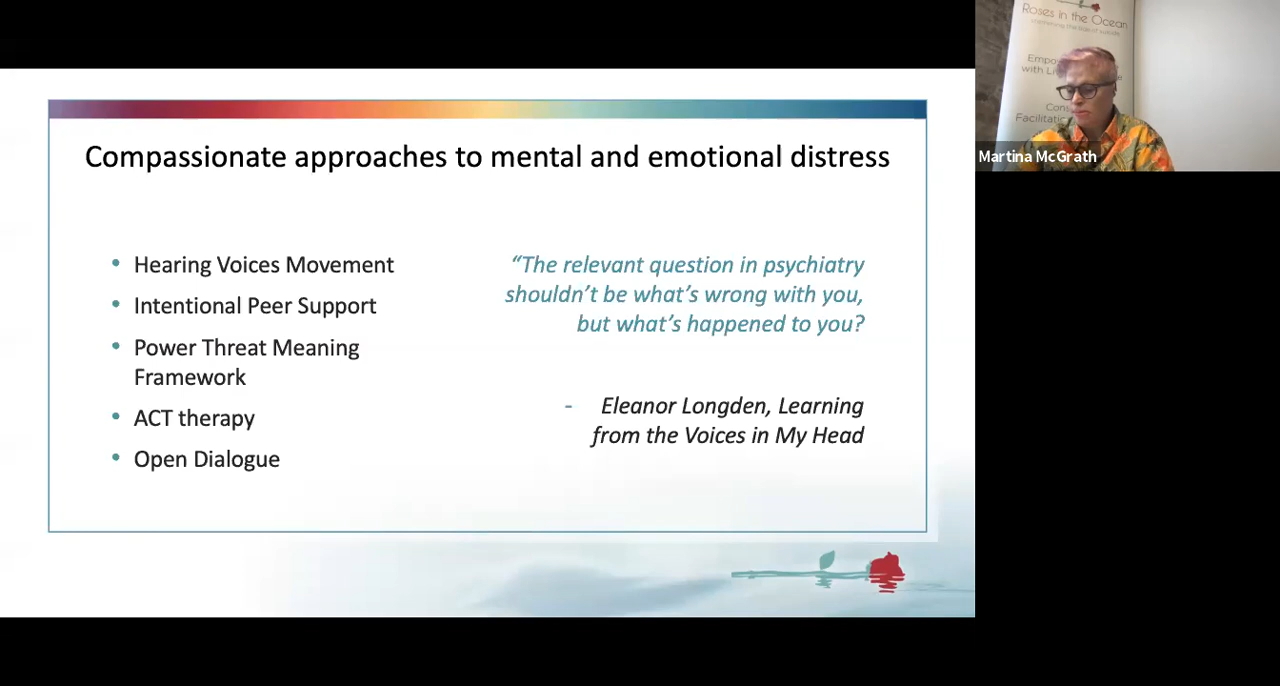 Compassionate approaches to mental and emotional distress
• Hearing Voices Movement
• Intentional Peer Support
• Power Threat Meaning
Framework
• ACT therapy
• Open Dialogue
“The relevant question in psychiatry
shouldn’t be what’s wrong with you,
but what’s happened to you?
- Eleanor Longden, Learning
from the Voices in My Head
Roses in the Ocean
with
Martina McGrath